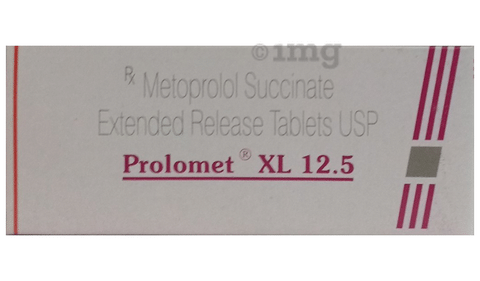 ©1mg
℞ Metoprolol Succinate
Extended Release Tablets USP
Prolomet® XL 12.5